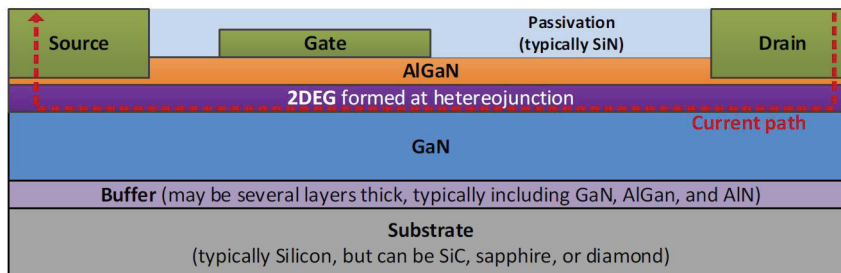 Source
Gate
Passivation
(typically SiN)
Drain
AlGaN
2DEG formed at hetereojunction
Current path
GaN
Buffer (may be several layers thick, typically including GaN, AlGan, and AlN)
Substrate
(typically Silicon, but can be SiC, sapphire, or diamond)